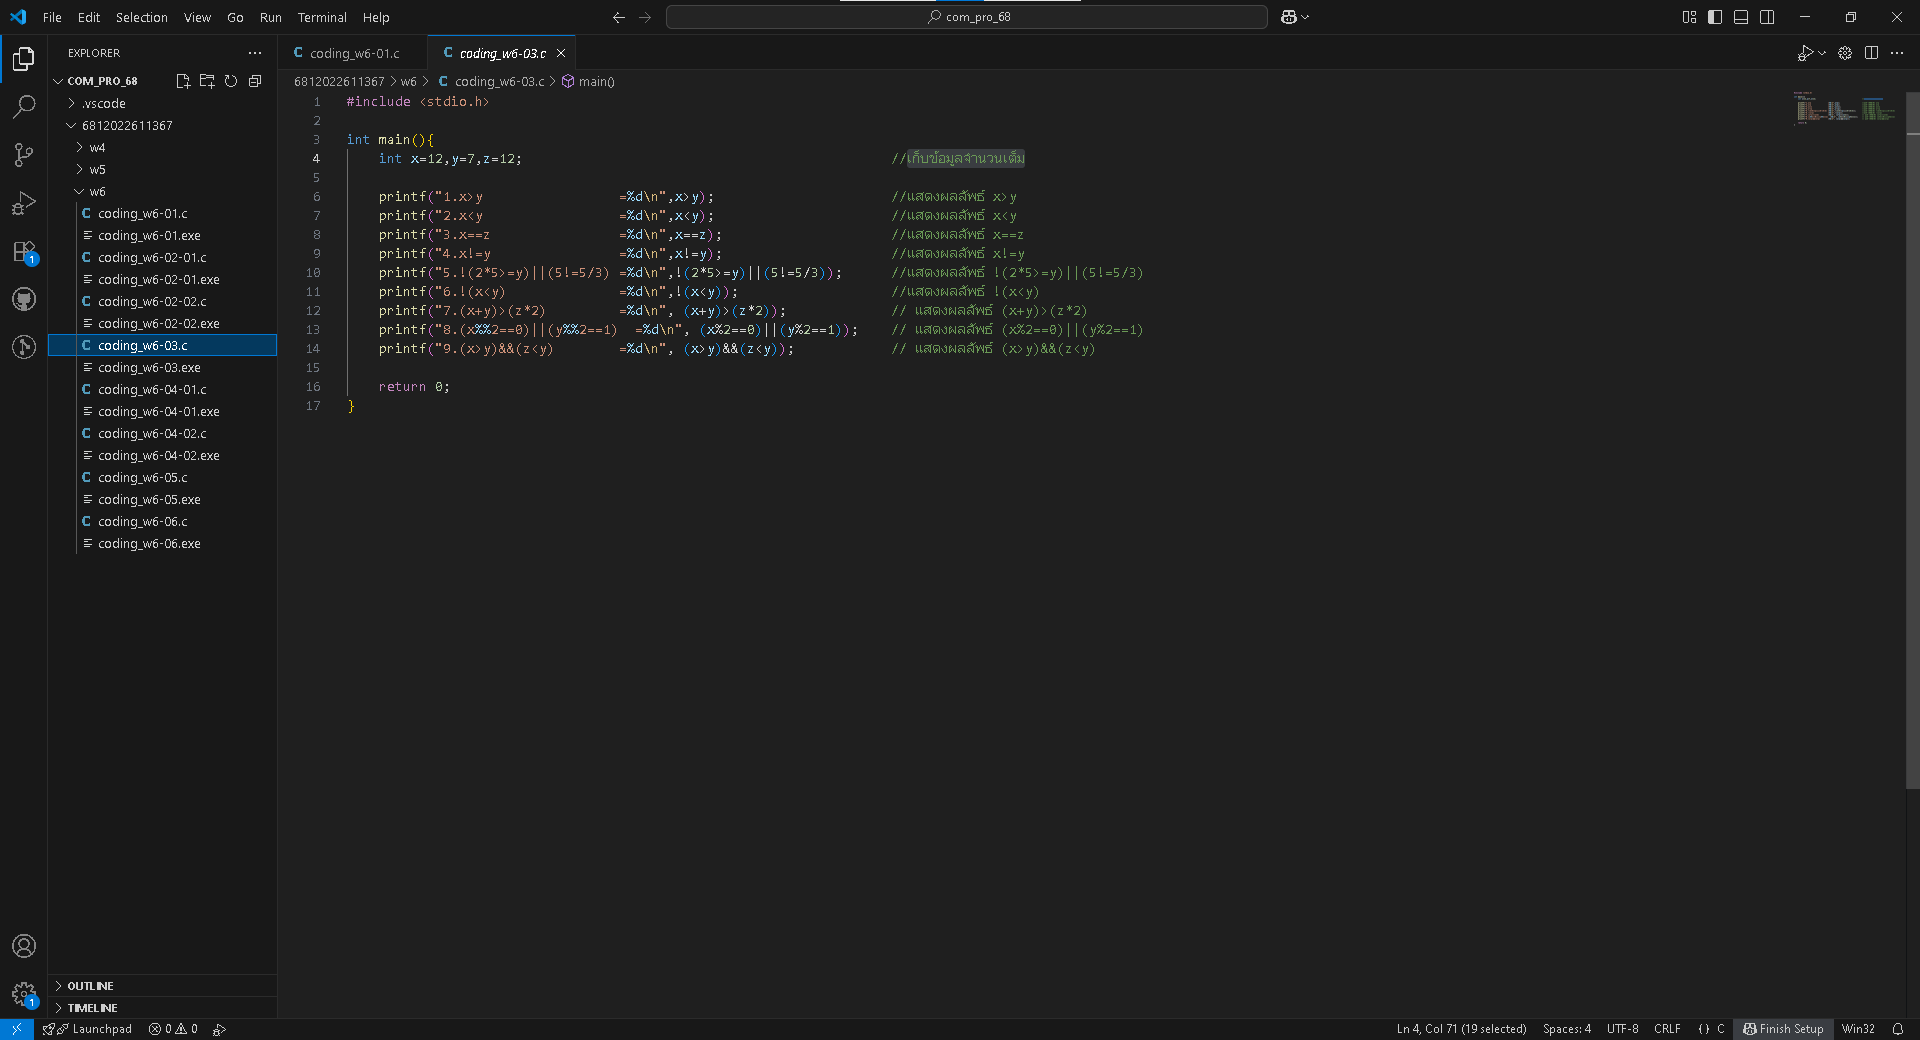 File Edit Selection View Go Run Terminal Help
com_pro_68
EXPLORER
COM_PRO_68
.vscode
6812022611367
w4
w5
w6
coding_w6-01.c
coding_w6-01.exe
coding_w6-02-01.c
coding_w6-02-01.exe
coding_w6-02-02.c
coding_w6-02-02.exe
coding_w6-03.c
coding_w6-03.exe
coding_w6-04-01.c
coding_w6-04-01.exe
coding_w6-04-02.c
coding_w6-04-02.exe
coding_w6-05.c
coding_w6-05.exe
coding_w6-06.c
coding_w6-06.exe
OUTLINE
TIMELINE
coding_w6-01.c coding_w6-03.c
6812022611367 > w6 > C coding_w6-03.c > main()
1 #include <stdio.h>
2
3 int main(){
4 int x=12,y=7,z=12; //เก็บข้อมูลจำนวนเต็ม
5
6 printf("1.x>y =%d\n",x>y); //แสดงผลลัพธ์ x>y
7 printf("2.x<y =%d\n",x<y); //แสดงผลลัพธ์ x<y
8 printf("3.x==z =%d\n",x==z); //แสดงผลลัพธ์ x==z
9 printf("4.x!=y =%d\n",x!=y); //แสดงผลลัพธ์ x!=y
10 printf("5.!(2*5>=y)||(5!=5/3) =%d\n",!(2*5>=y)||(5!=5/3)); //แสดงผลลัพธ์ !(2*5>=y)||(5!=5/3)
11 printf("6.!(x<y) =%d\n",!(x<y)); //แสดงผลลัพธ์ !(x<y)
12 printf("7.(x+y)>(z*2) =%d\n", (x+y)>(z*2)); // แสดงผลลัพธ์ (x+y)>(z*2)
13 printf("8.(x%%2==0)||(y%%2==1) =%d\n", (x%2==0)||(y%2==1)); // แสดงผลลัพธ์ (x%2==0)||(y%2==1)
14 printf("9.(x>y)&&(z<y) =%d\n", (x>y)&&(z<y)); // แสดงผลลัพธ์ (x>y)&&(z<y)
15
16 return 0;
17 }
1
1
Launchpad 0 0 Ln 4, Col 71 (19 selected) Spaces: 4 UTF-8 CRLF {} C Finish Setup Win32